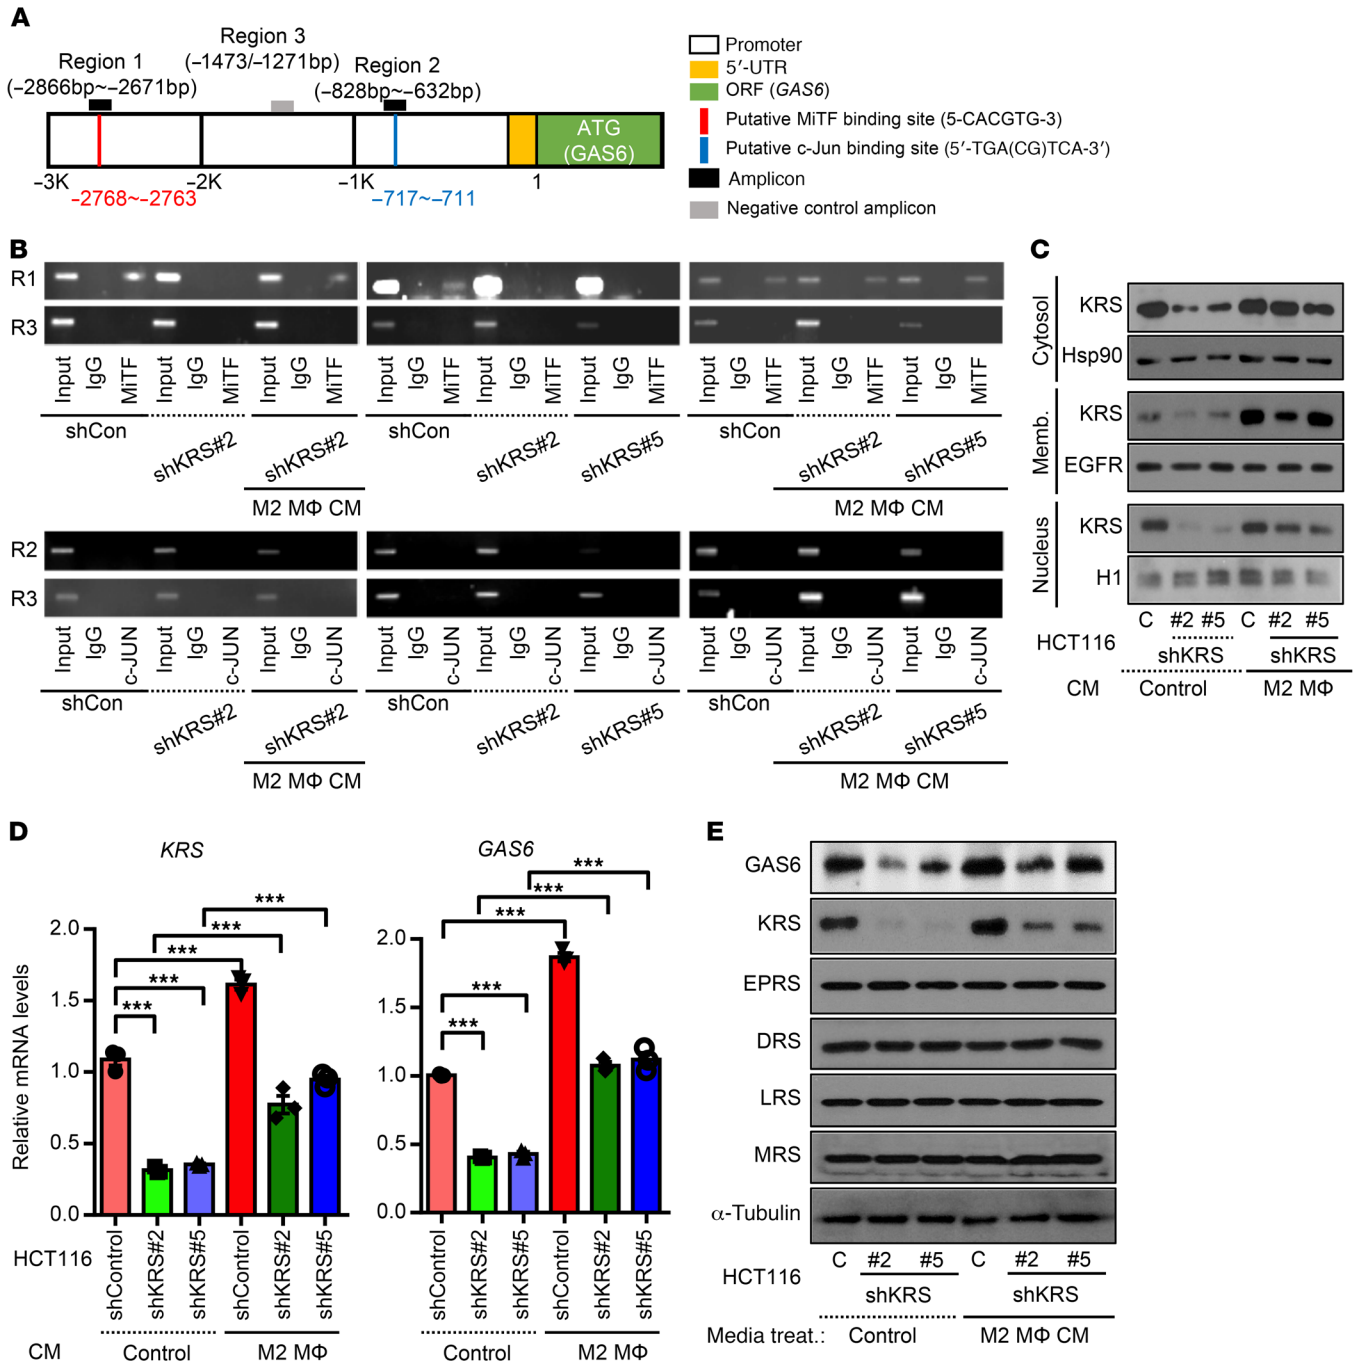 A
Region 3
(–1473/–1271bp)
Region 1
(–2866bp~–2671bp)
Region 2
(–828bp~–632bp)
ATG
(GAS6)
–3K
–2K
–1K
1
–2768~–2763
–717~–711
Promoter
5′-UTR
ORF (GAS6)
Putative MiTF binding site (5-CACGTG-3)
Putative c-Jun binding site (5′-TGA(CG)TCA-3′)
Amplicon
Negative control amplicon
B
R1
R3
Input IgG MiTF Input IgG MiTF Input IgG MiTF Input IgG MiTF Input IgG MiTF Input IgG MiTF Input IgG MiTF Input IgG MiTF Input IgG MiTF
shCon shKRS#2 shKRS#2 shCon shKRS#2 shKRS#5 shCon shKRS#2 shKRS#5
M2 MΦ CM M2 MΦ CM
R2
R3
Input IgG c-JUN Input IgG c-JUN Input IgG c-JUN Input IgG c-JUN Input IgG c-JUN Input IgG c-JUN Input IgG c-JUN Input IgG c-JUN Input IgG c-JUN
shCon shKRS#2 shKRS#2 shCon shKRS#2 shKRS#5 shCon shKRS#2 shKRS#5
M2 MΦ CM M2 MΦ CM
C
Cytosol
KRS
Hsp90
Memb.
KRS
EGFR
Nucleus
KRS
H1
C #2 #5 C #2 #5
HCT116
shKRS shKRS
CM Control M2 MΦ
D
KRS
Relative mRNA levels
2.0
1.5
1.0
0.5
0.0
*** *** *** *** ***
HCT116
shControl shKRS#2 shKRS#5 shControl shKRS#2 shKRS#5
CM Control M2 MΦ
GAS6
2.0
1.5
1.0
0.5
0.0
*** *** *** *** ***
shControl shKRS#2 shKRS#5 shControl shKRS#2 shKRS#5
Control M2 MΦ
E
GAS6
KRS
EPRS
DRS
LRS
MRS
α-Tubulin
C #2 #5 C #2 #5
HCT116
shKRS shKRS
Media treat.: Control M2 MΦ CM